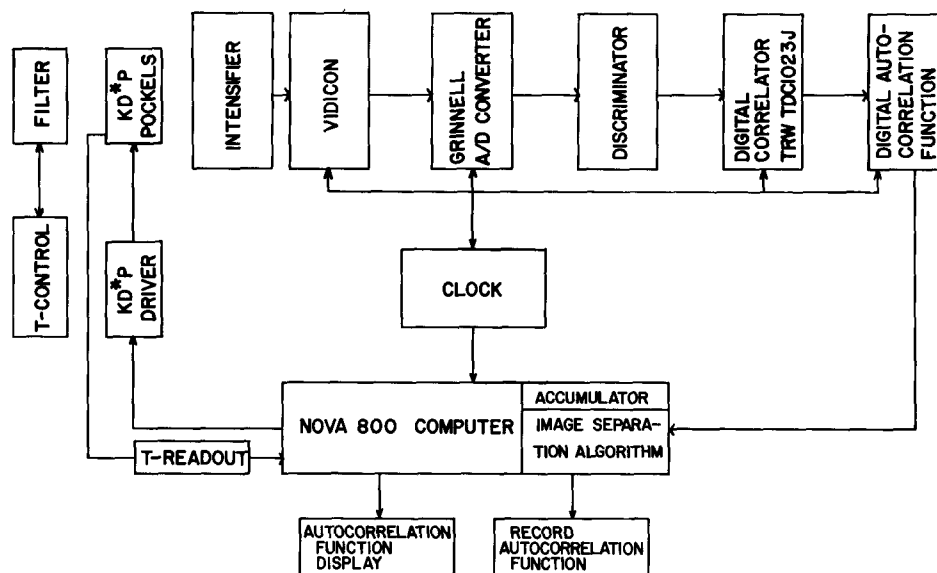 FILTER
KD*P
POCKELS
INTENSIFIER
VIDICON
GRINNELL
A/D CONVERTER
DISCRIMINATOR
DIGITAL
CORRELATOR
TRW TDC1023J
DIGITAL AUTO-
CORRELATION
FUNCTION
T-CONTROL
KD*P
DRIVER
CLOCK
NOVA 800 COMPUTER
ACCUMULATOR
IMAGE SEPARA-
TION ALGORITHM
T-READOUT
AUTOCORRELATION
FUNCTION
DISPLAY
RECORD
AUTOCORRELATION
FUNCTION